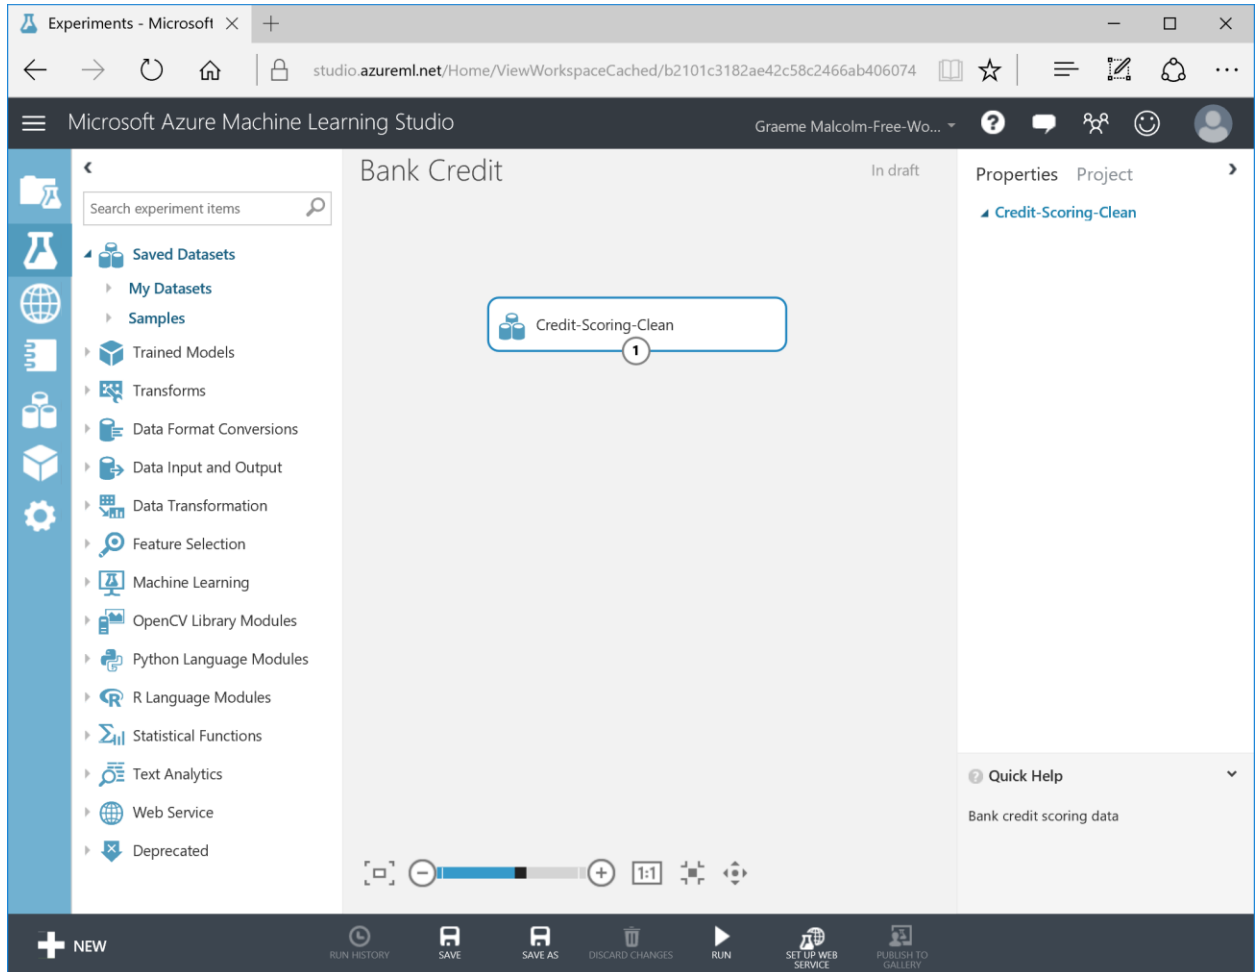 Experiments - Microsoft
studio.azureml.net/Home/ViewWorkspaceCached/b2101c3182ae42c58c2466ab406074
Microsoft Azure Machine Learning Studio
Graeme Malcolm-Free-Wo...
Search experiment items
Saved Datasets
My Datasets
Samples
Trained Models
Transforms
Data Format Conversions
Data Input and Output
Data Transformation
Feature Selection
Machine Learning
OpenCV Library Modules
Python Language Modules
R Language Modules
Statistical Functions
Text Analytics
Web Service
Deprecated
Bank Credit
In draft
Credit-Scoring-Clean
1
1:1
Properties Project
Credit-Scoring-Clean
Quick Help
Bank credit scoring data
NEW
RUN HISTORY
SAVE
SAVE AS
DISCARD CHANGES
RUN
SET UP WEB
SERVICE
PUBLISH TO
GALLERY